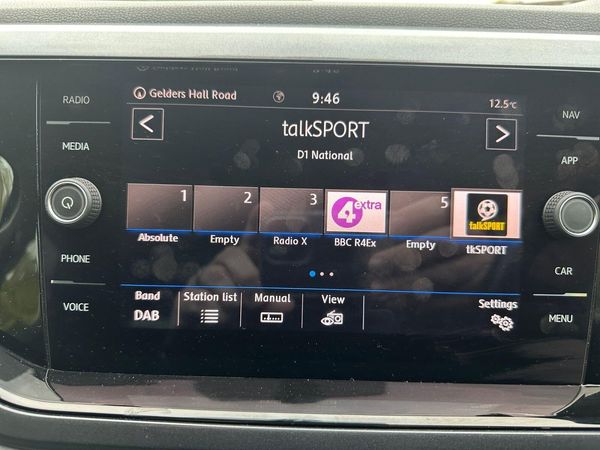 RADIO
MEDIA
PHONE
VOICE
Gelders Hall Road
9:46
12.5°C
<
talkSPORT
>
D1 National
1
2
3
4 extra
5
talkSPORT
Absolute
Empty
Radio X
BBC R4Ex
Empty
tkSPORT
Band
DAB
Station list
Manual
View
Settings
NAV
APP
CAR
MENU